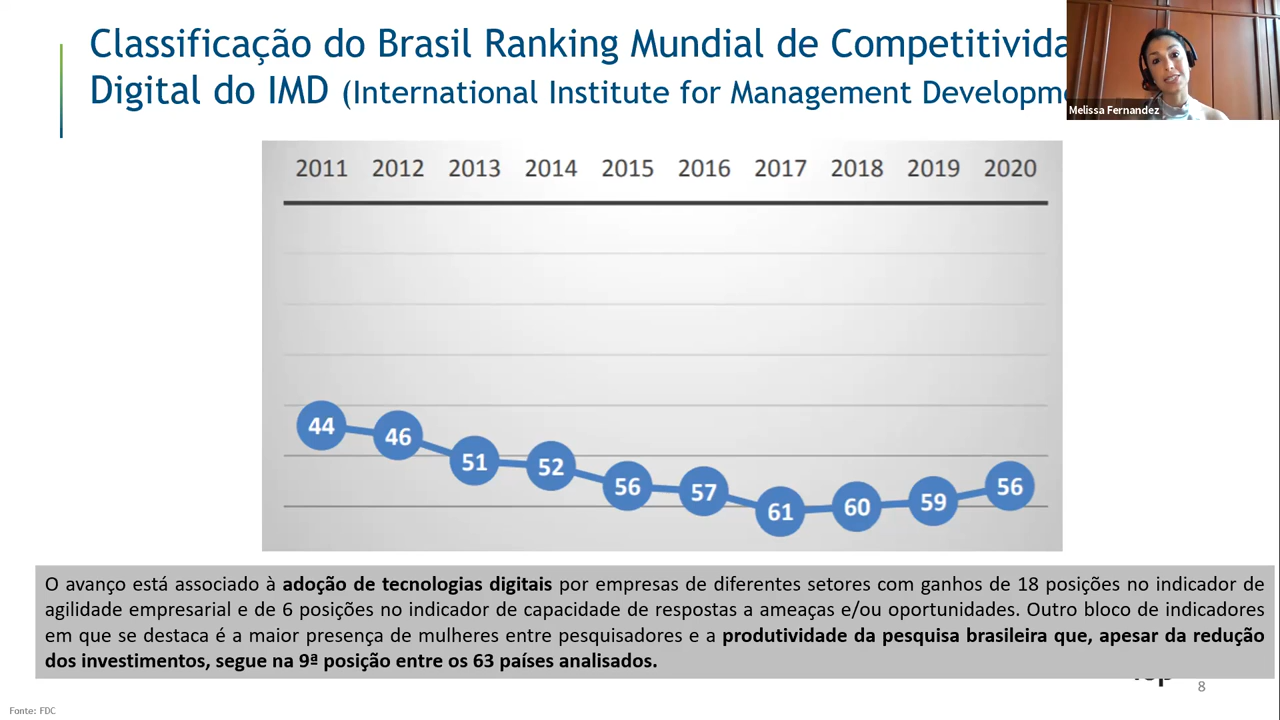 Classificação do Brasil Ranking Mundial de Competitivida
Digital do IMD (International Institute for Management Developme
Melissa Fernandez
2011 2012 2013 2014 2015 2016 2017 2018 2019 2020
44 46 51 52 56 57 61 60 59 56
O avanço está associado à adoção de tecnologias digitais por empresas de diferentes setores com ganhos de 18 posições no indicador de
agilidade empresarial e de 6 posições no indicador de capacidade de respostas a ameaças e/ou oportunidades. Outro bloco de indicadores
em que se destaca é a maior presença de mulheres entre pesquisadores e a produtividade da pesquisa brasileira que, apesar da redução
dos investimentos, segue na 9ª posição entre os 63 países analisados.
8
Fonte: FDC